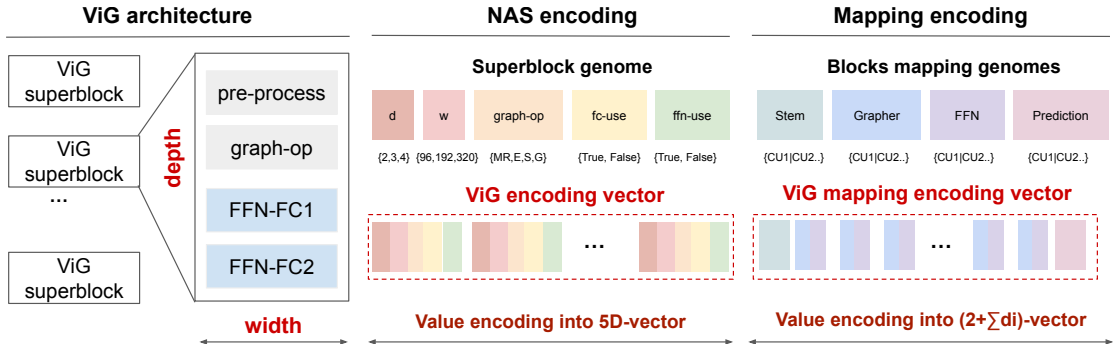 ViG architecture
ViG
superblock
ViG
superblock
...
ViG
superblock
depth
pre-process
graph-op
FFN-FC1
FFN-FC2
width
NAS encoding
Superblock genome
d
w
graph-op
fc-use
ffn-use
{2,3,4}
{96,192,320}
{MR,E,S,G}
{True, False}
{True, False}
ViG encoding vector
...
Value encoding into 5D-vector
Mapping encoding
Blocks mapping genomes
Stem
Grapher
FFN
Prediction
{CU1|CU2..}
{CU1|CU2..}
{CU1|CU2..}
{CU1|CU2..}
ViG mapping encoding vector
...
Value encoding into (2+∑di)-vector